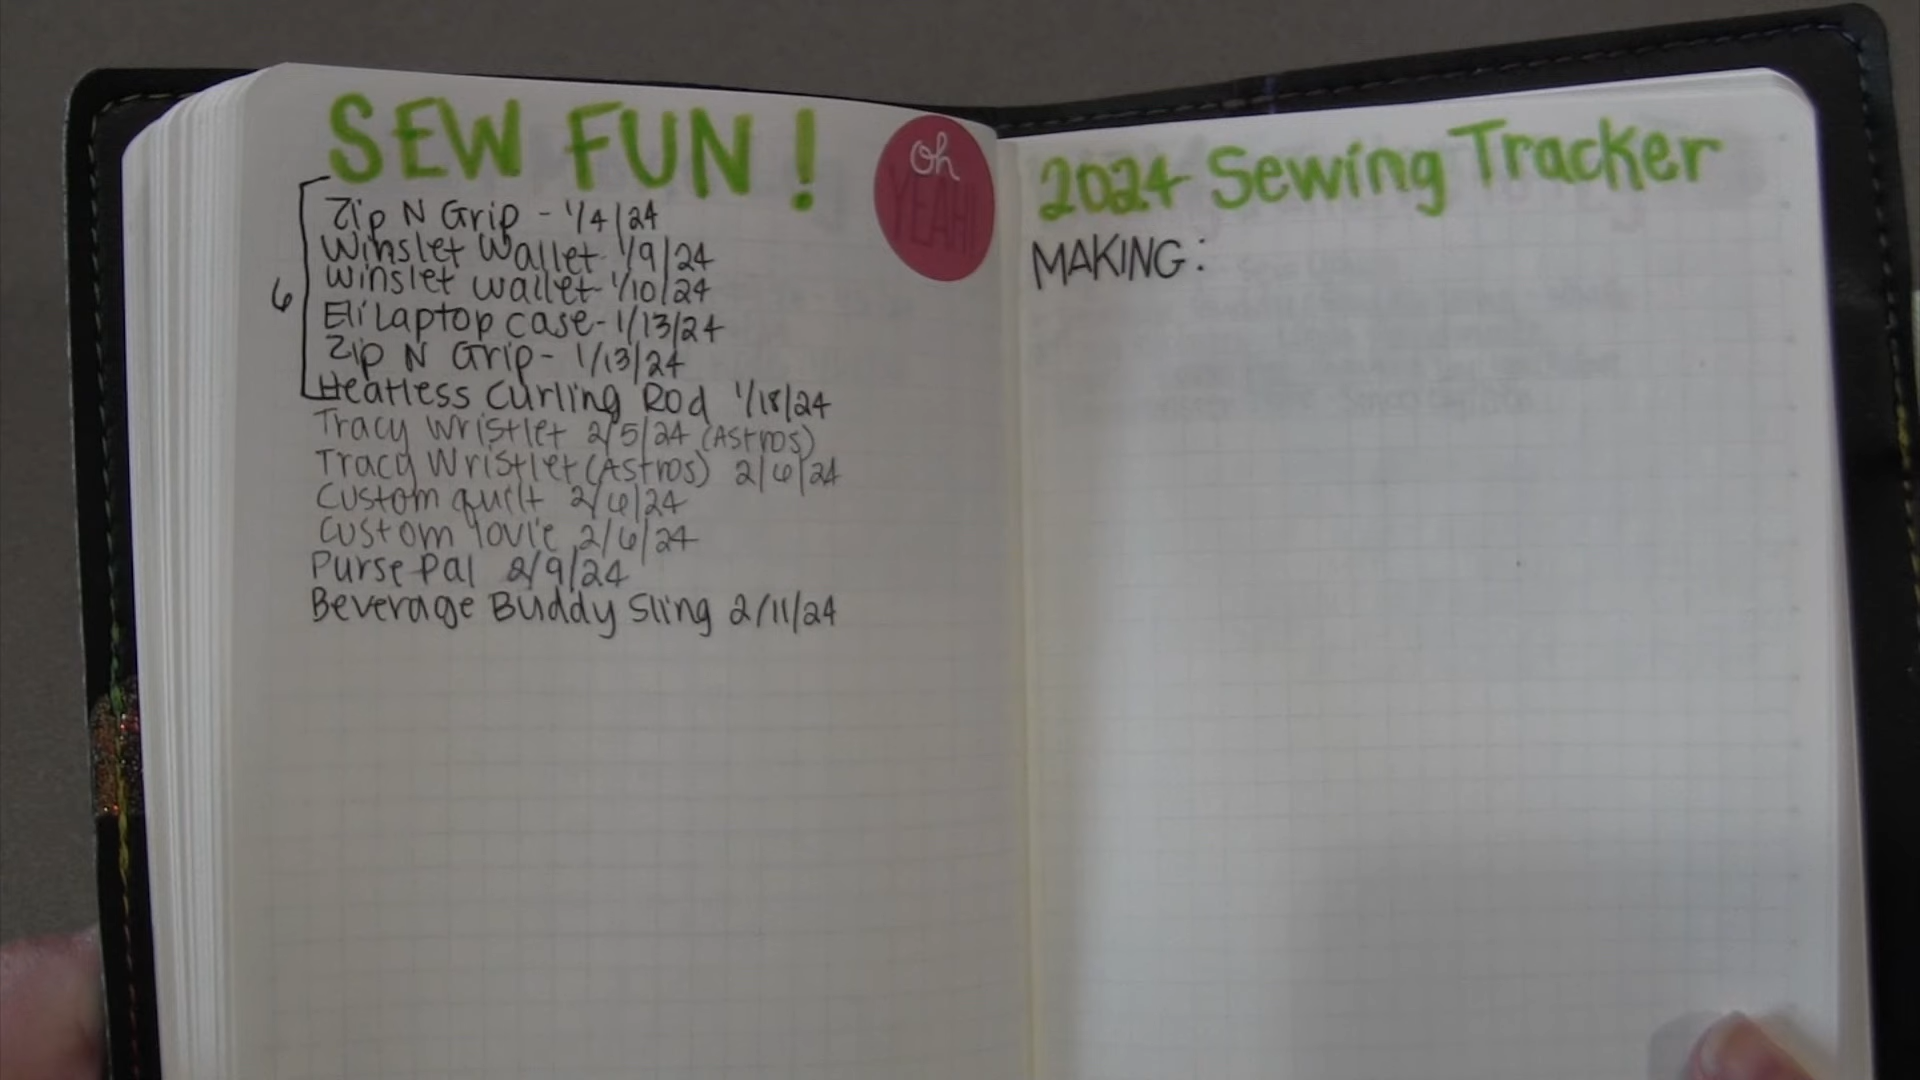 SEW FUN!
oh
YEAH!
Zip N Grip - 1/4/24
Winslet Wallet 1/9/24
Winslet wallet 1/10/24
6
Eli Laptop case - 1/13/24
Zip N Grip - 1/13/24
Heatless Curling Rod 1/18/24
Tracy Wristlet 2/5/24 (Astros)
Tracy Wristlet (Astros) 2/6/24
Custom quilt 2/6/24
Custom lovie 2/6/24
Purse Pal 2/9/24
Beverage Buddy Sling 2/11/24
2024 Sewing Tracker
MAKING: